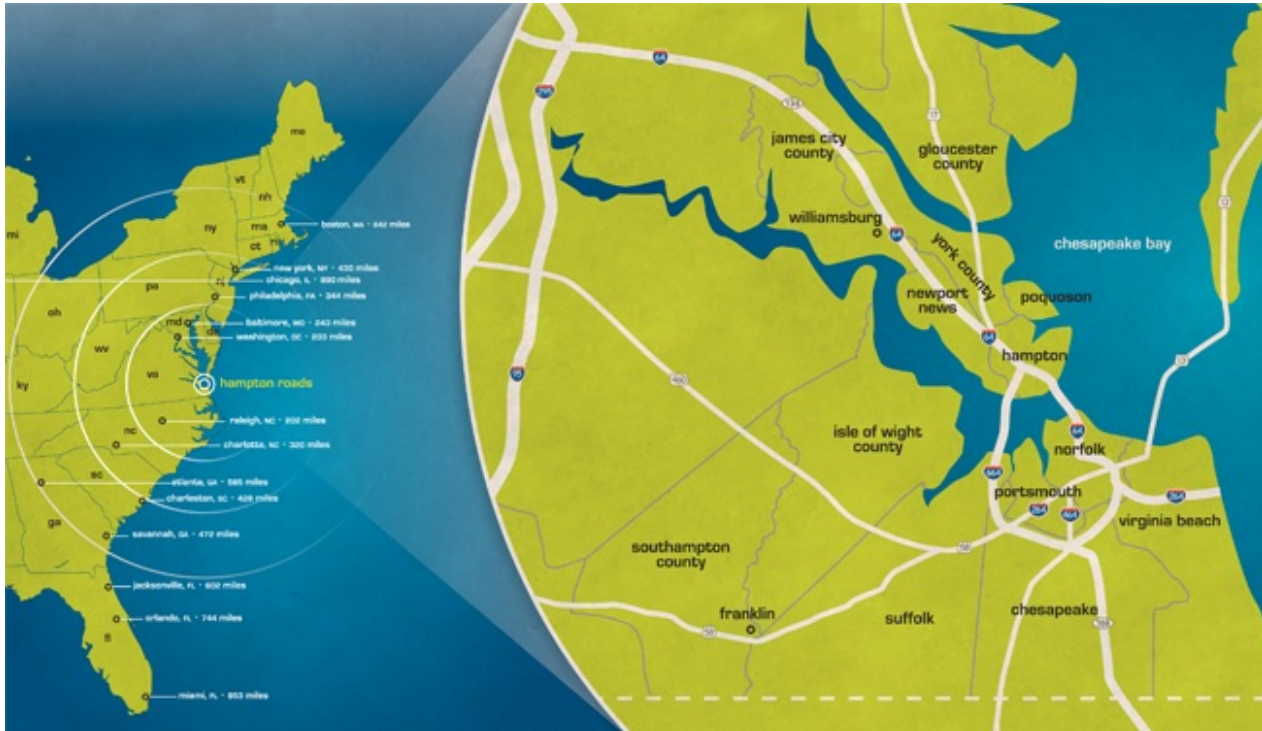 me
vt
nh
ny
ma
mi
ct
ri
boston, MA • 542 miles
new york, NY • 430 miles
chicago, IL • 890 miles
philadelphia, PA • 344 miles
pa
nj
oh
md
de
baltimore, MD • 243 miles
washington, DC • 203 miles
wv
va
ky
hampton roads
raleigh, NC • 202 miles
nc
charlotte, NC • 320 miles
sc
atlanta, GA • 585 miles
charleston, SC • 428 miles
ga
savannah, GA • 472 miles
jacksonville, FL • 602 miles
orlando, FL • 744 miles
fl
miami, FL • 953 miles
64
295
17
james city
county
gloucester
county
13
williamsburg
64
york county
chesapeake bay
newport
news
poquoson
64
hampton
13
95
460
isle of wight
county
64
norfolk
664
portsmouth
264
464
264
virginia beach
southampton
county
58
franklin
58
suffolk
chesapeake
168